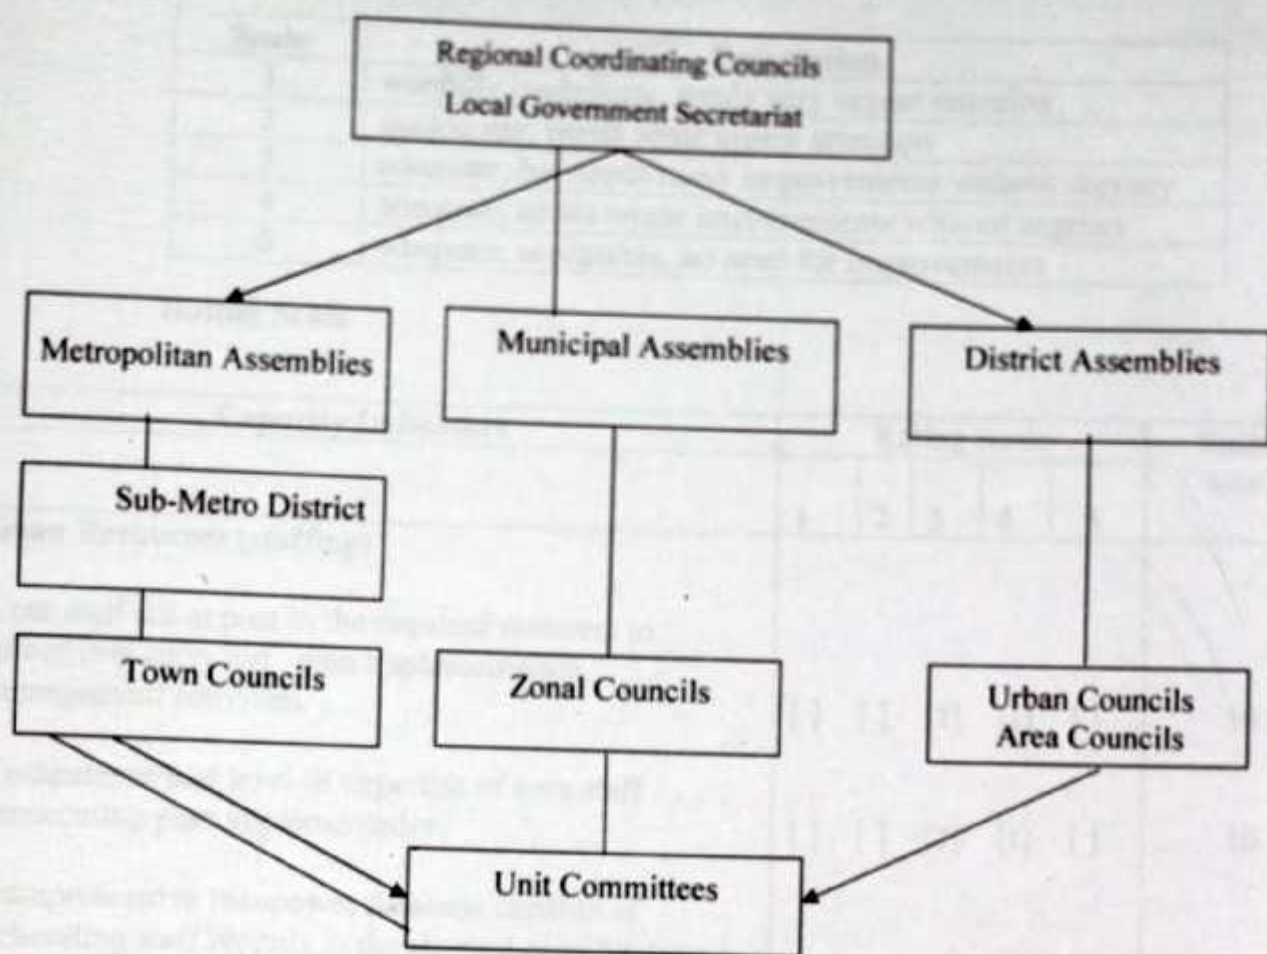 Regional Coordinating Councils
Local Government Secretariat
Metropolitan Assemblies
Municipal Assemblies
District Assemblies
Sub-Metro District
Town Councils
Zonal Councils
Urban Councils
Area Councils
Unit Committees